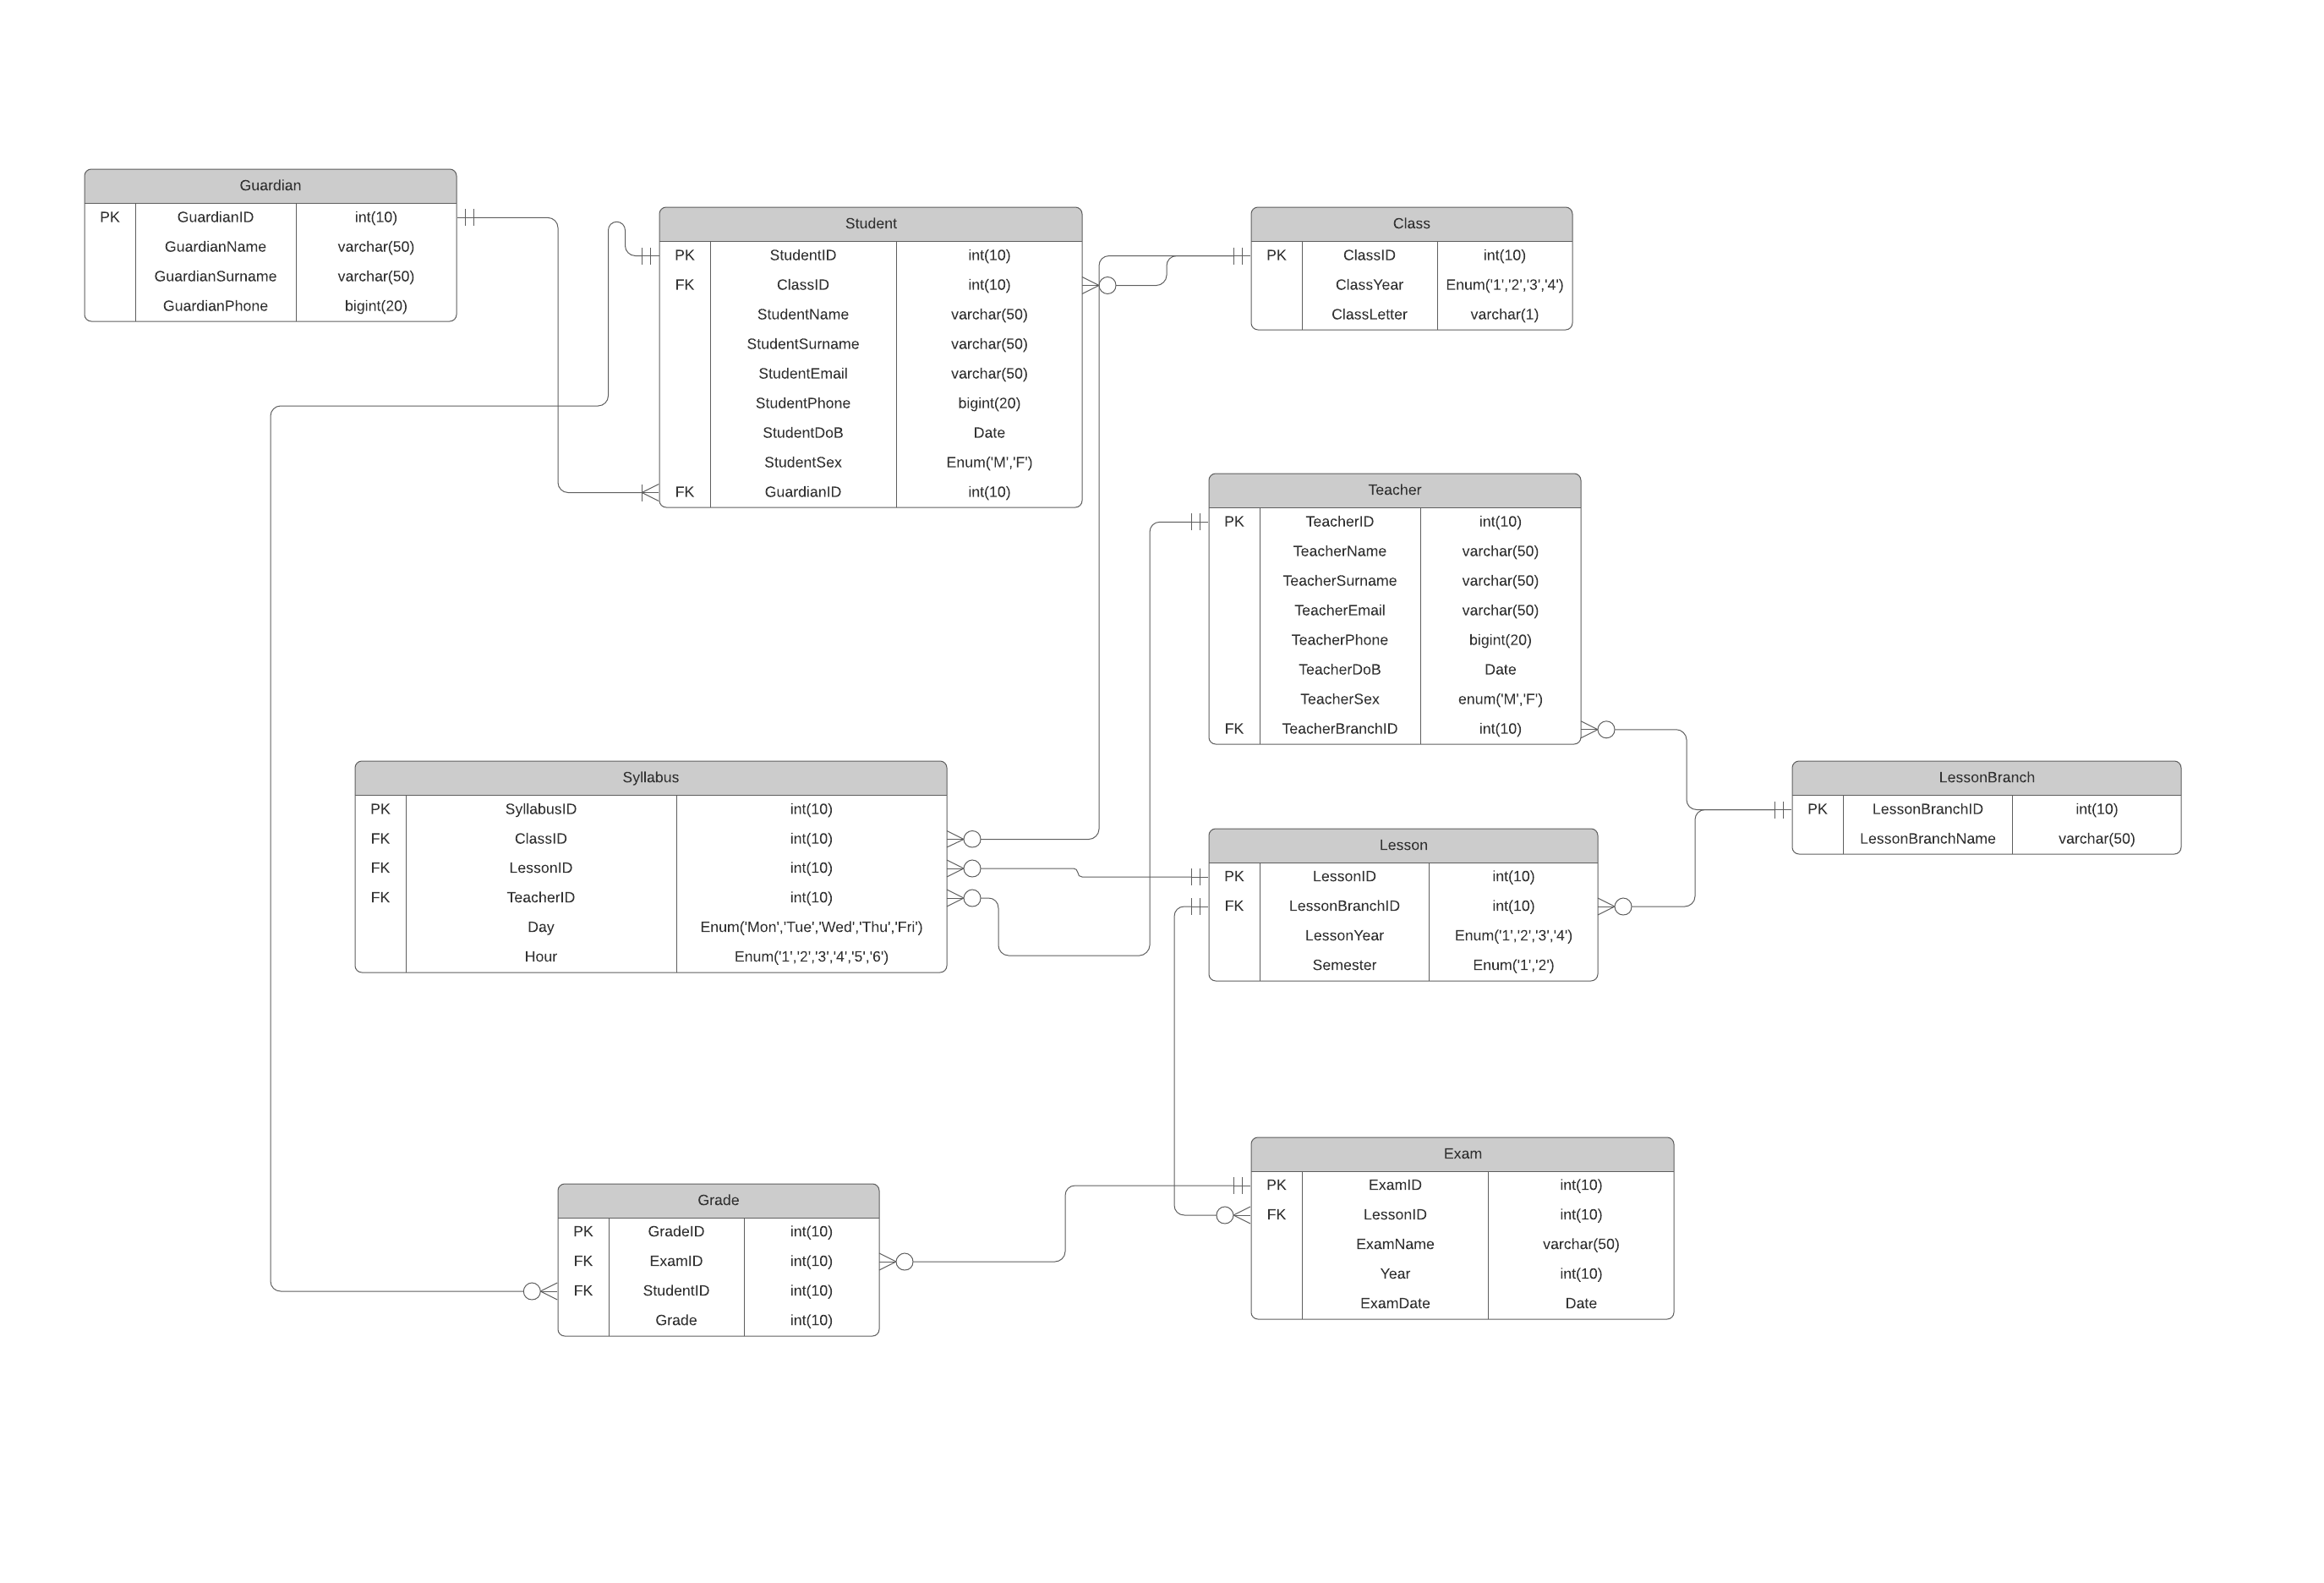 Guardian
PK GuardianID int(10)
GuardianName varchar(50)
GuardianSurname varchar(50)
GuardianPhone bigint(20)
Student
PK StudentID int(10)
FK ClassID int(10)
StudentName varchar(50)
StudentSurname varchar(50)
StudentEmail varchar(50)
StudentPhone bigint(20)
StudentDoB Date
StudentSex Enum('M','F')
FK GuardianID int(10)
Class
PK ClassID int(10)
ClassYear Enum('1','2','3','4')
ClassLetter varchar(1)
Teacher
PK TeacherID int(10)
TeacherName varchar(50)
TeacherSurname varchar(50)
TeacherEmail varchar(50)
TeacherPhone bigint(20)
TeacherDoB Date
TeacherSex enum('M','F')
FK TeacherBranchID int(10)
Syllabus
PK SyllabusID int(10)
FK ClassID int(10)
FK LessonID int(10)
FK TeacherID int(10)
Day Enum('Mon','Tue','Wed','Thu','Fri')
Hour Enum('1','2','3','4','5','6')
Lesson
PK LessonID int(10)
FK LessonBranchID int(10)
LessonYear Enum('1','2','3','4')
Semester Enum('1','2')
LessonBranch
PK LessonBranchID int(10)
LessonBranchName varchar(50)
Grade
PK GradeID int(10)
FK ExamID int(10)
FK StudentID int(10)
Grade int(10)
Exam
PK ExamID int(10)
FK LessonID int(10)
ExamName varchar(50)
Year int(10)
ExamDate Date